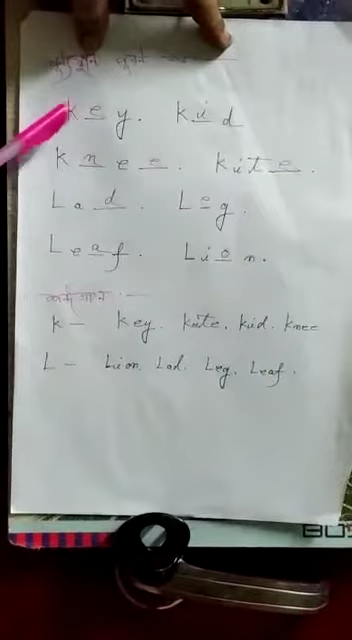 Key. Kid
Knee. Kite.
Lad. Leg.
Leaf. Lion.
K - Key. Kite. Kid. Knee
L - Lion. Lad. Leg. Leaf.